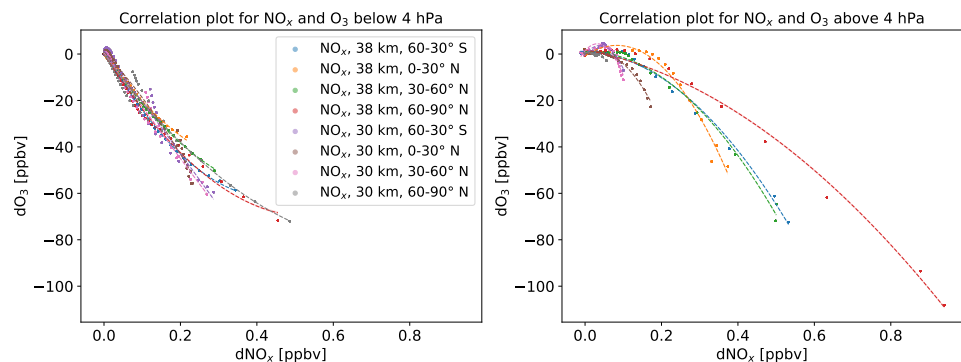 Correlation plot for NOₓ and O₃ below 4 hPa
0
−20
−40
−60
−80
−100
dO₃ [ppbv]
NOₓ, 38 km, 60-30° S
NOₓ, 38 km, 0-30° N
NOₓ, 38 km, 30-60° N
NOₓ, 38 km, 60-90° N
NOₓ, 30 km, 60-30° S
NOₓ, 30 km, 0-30° N
NOₓ, 30 km, 30-60° N
NOₓ, 30 km, 60-90° N
0.0 0.2 0.4 0.6 0.8
dNOₓ [ppbv]
Correlation plot for NOₓ and O₃ above 4 hPa
0
−20
−40
−60
−80
−100
dO₃ [ppbv]
0.0 0.2 0.4 0.6 0.8
dNOₓ [ppbv]